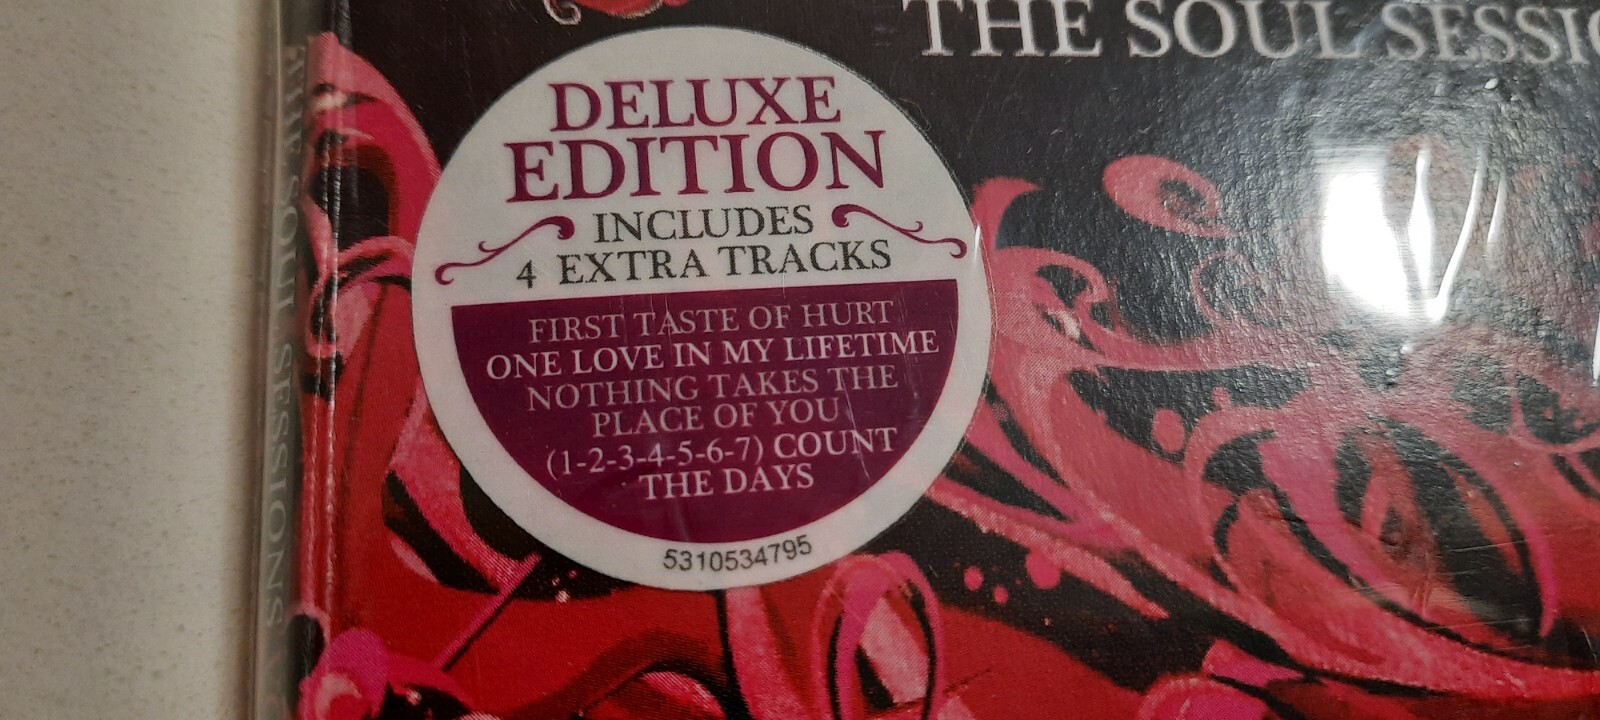 THE SOUL SESSIO
DELUXE
EDITION
INCLUDES
4 EXTRA TRACKS
FIRST TASTE OF HURT
ONE LOVE IN MY LIFETIME
NOTHING TAKES THE
PLACE OF YOU
(1-2-3-4-5-6-7) COUNT
THE DAYS
5310534795
THE SOUL SESSIONS